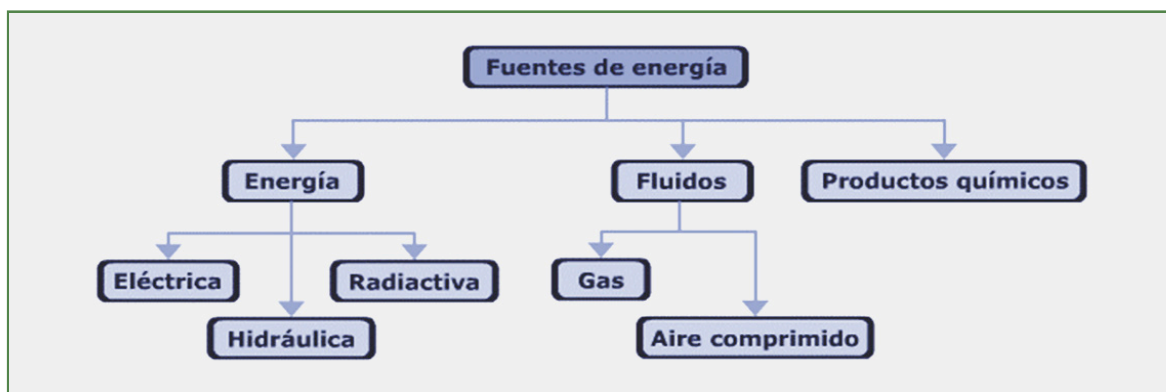 Fuentes de energía
Energía
Fluidos
Productos químicos
Eléctrica
Radiactiva
Gas
Hidráulica
Aire comprimido